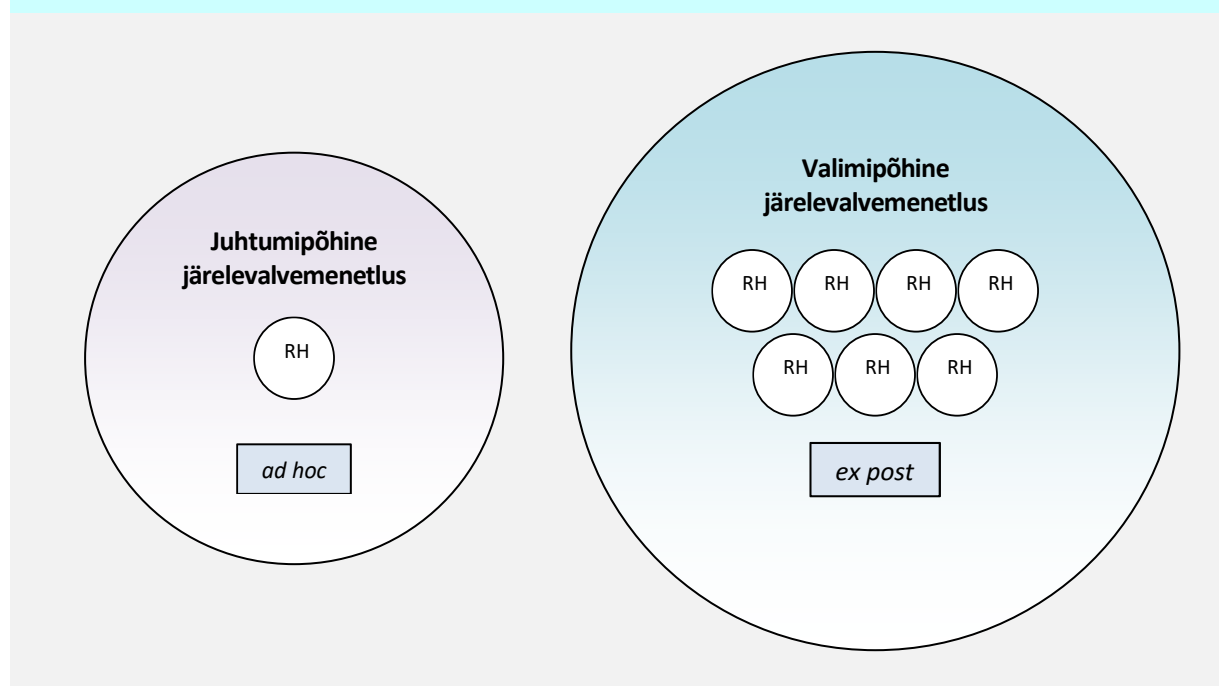 Juhtumipõhine
järelevalvemenetlus
RH
ad hoc
Valimipõhine
järelevalvemenetlus
RH RH RH RH
RH RH RH
ex post